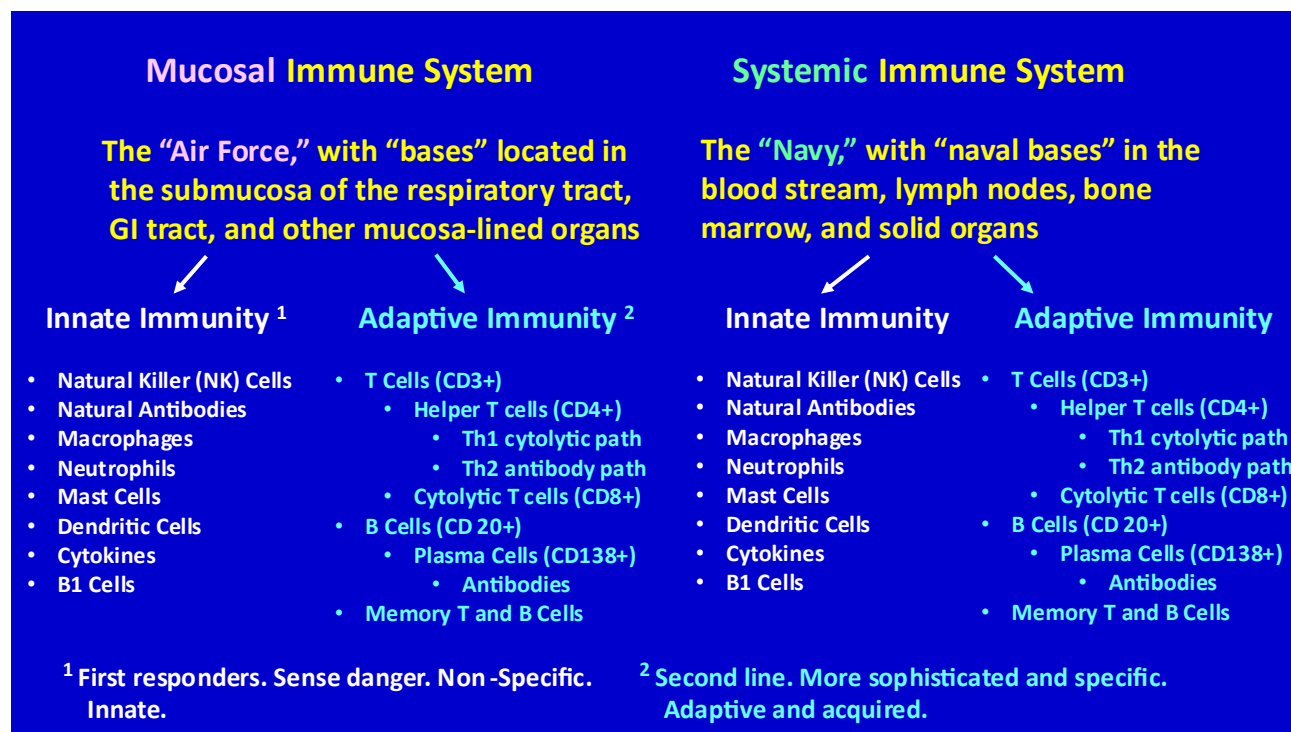 Mucosal Immune System
The “Air Force,” with “bases” located in
the submucosa of the respiratory tract,
GI tract, and other mucosa-lined organs
Innate Immunity 1
• Natural Killer (NK) Cells
• Natural Antibodies
• Macrophages
• Neutrophils
• Mast Cells
• Dendritic Cells
• Cytokines
• B1 Cells
Adaptive Immunity 2
• T Cells (CD3+)
• Helper T cells (CD4+)
• Th1 cytolytic path
• Th2 antibody path
• Cytolytic T cells (CD8+)
• B Cells (CD 20+)
• Plasma Cells (CD138+)
• Antibodies
• Memory T and B Cells
Systemic Immune System
The “Navy,” with “naval bases” in the
blood stream, lymph nodes, bone
marrow, and solid organs
Innate Immunity
• Natural Killer (NK) Cells
• Natural Antibodies
• Macrophages
• Neutrophils
• Mast Cells
• Dendritic Cells
• Cytokines
• B1 Cells
Adaptive Immunity
• T Cells (CD3+)
• Helper T cells (CD4+)
• Th1 cytolytic path
• Th2 antibody path
• Cytolytic T cells (CD8+)
• B Cells (CD 20+)
• Plasma Cells (CD138+)
• Antibodies
• Memory T and B Cells
1 First responders. Sense danger. Non -Specific.
Innate.
2 Second line. More sophisticated and specific.
Adaptive and acquired.